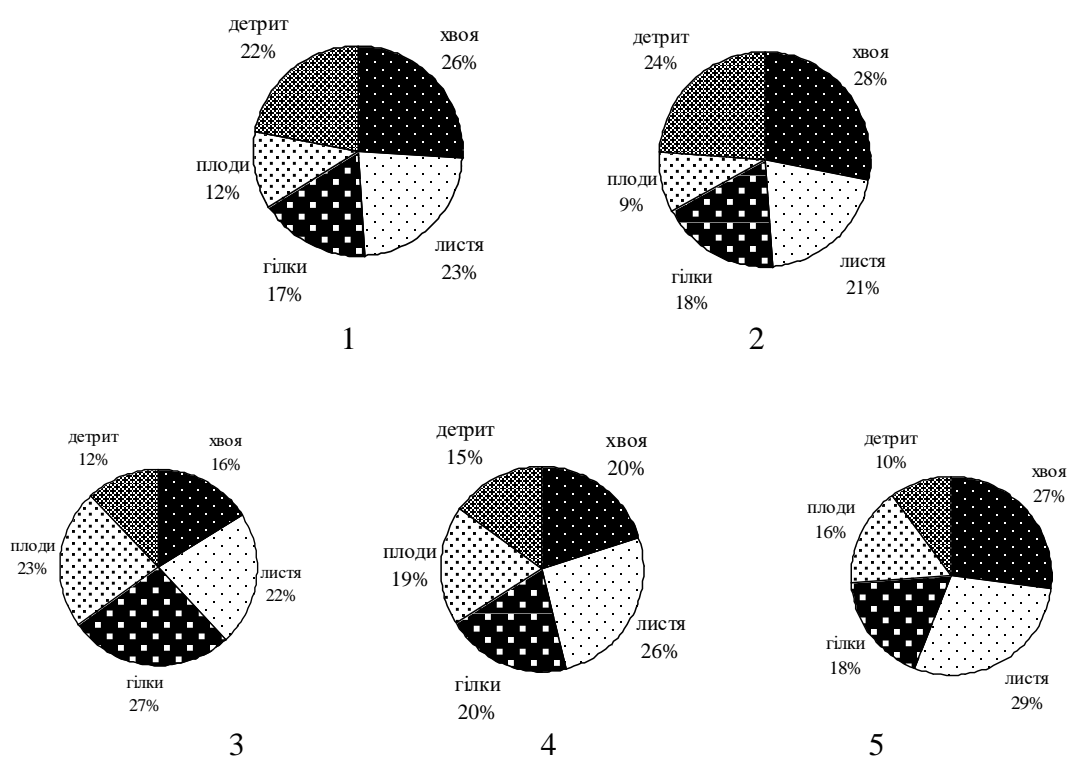 детрит
22%
хвоя
26%
плоди
12%
гілки
17%
листя
23%
1
детрит
24%
хвоя
28%
плоди
9%
гілки
18%
листя
21%
2
детрит
12%
хвоя
16%
плоди
23%
листя
22%
гілки
27%
3
детрит
15%
хвоя
20%
плоди
19%
листя
26%
гілки
20%
4
детрит
10%
хвоя
27%
плоди
16%
гілки
18%
листя
29%
5